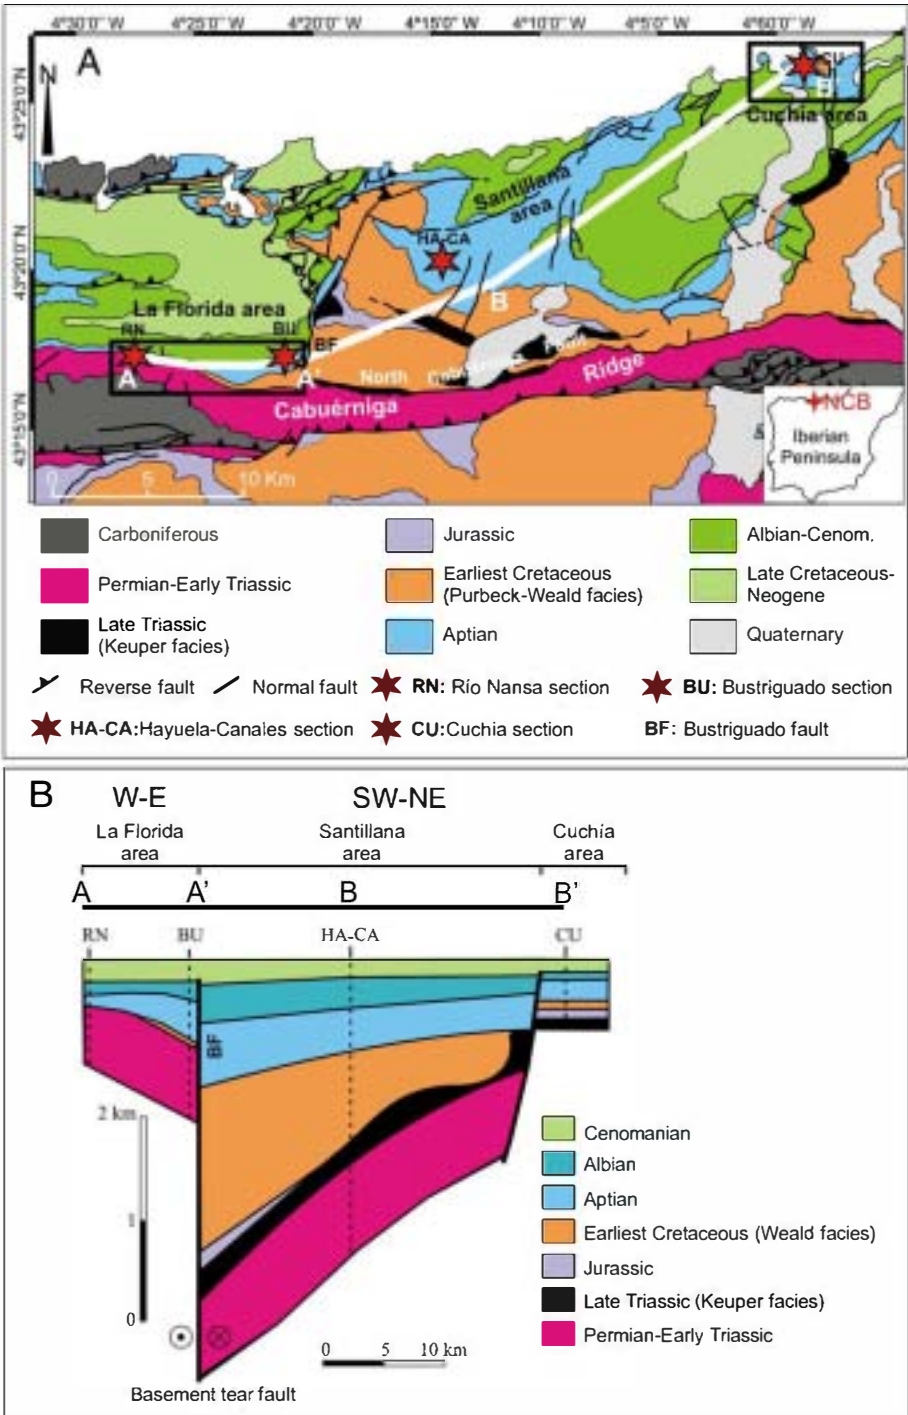 4°30'0"W 4°25'0"W 4°20'0"W 4°15'0"W 4°10'0"W 4°5'0"W 4°50'0"W
A
N
43°25'0"N
43°20'0"N
43°15'0"N
CU
B'
Cuchia area
Santillana
area
HA-CA
La Florida area
RN
BU
BF
B
A
A'
North
Ridge
Cabuérniga
NCB
Iberian
Peninsula
0 5 10 Km
Carboniferous
Jurassic
Albian-Cenom.
Permian-Early Triassic
Earliest Cretaceous
(Purbeck-Weald facies)
Late Cretaceous-
Neogene
Late Triassic
(Keuper facies)
Aptian
Quaternary
Reverse fault
Normal fault
RN: Río Nansa section
BU: Bustriguado section
HA-CA:Hayuela-Canales section
CU:Cuchia section
BF: Bustriguado fault
B
W-E
SW-NE
La Florida
area
Santillana
area
Cuchía
area
A A' B B'
RN BU HA-CA CU
BF
2 km
1
0
0 5 10 km
Basement tear fault
Cenomanian
Albian
Aptian
Earliest Cretaceous (Weald facies)
Jurassic
Late Triassic (Keuper facies)
Permian-Early Triassic